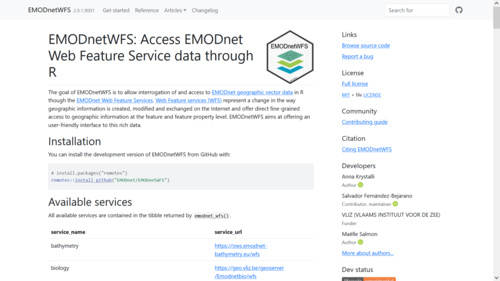 EMODnetWFS 2.0.1.9001 Get started Reference Articles Changelog Search for
EMODnetWFS: Access EMODnet
Web Feature Service data through
R
EMODnetWFS
The goal of EMODnetWFS is to allow interrogation of and access to EMODnet geographic vector data in R
though the EMODnet Web Feature Services. Web Feature services (WFS) represent a change in the way
geographic information is created, modified and exchanged on the Internet and offer direct fine-grained
access to geographic information at the feature and feature property level. EMODnetWFS aims at offering an
user-friendly interface to this rich data.
Installation
You can install the development version of EMODnetWFS from GitHub with:
# install.packages("remotes")
remotes::install_github("EMODnet/EMODnetWFS")
Available services
All available services are contained in the tibble returned by emodnet_wfs().
service_name service_url
bathymetry https://ows.emodnet-
bathymetry.eu/wfs
biology https://geo.vliz.be/geoserver
/Emodnetbio/wfs
Links
Browse source code
Report a bug
License
Full license
MIT + file LICENSE
Community
Contributing guide
Citation
Citing EMODnetWFS
Developers
Anna Krystalli
Author
Salvador Fernández-Bejarano
Contributor, maintainer
VLIZ (VLAAMS INSTITUUT VOOR DE ZEE)
Funder
Maëlle Salmon
Author
More about authors...
Dev status